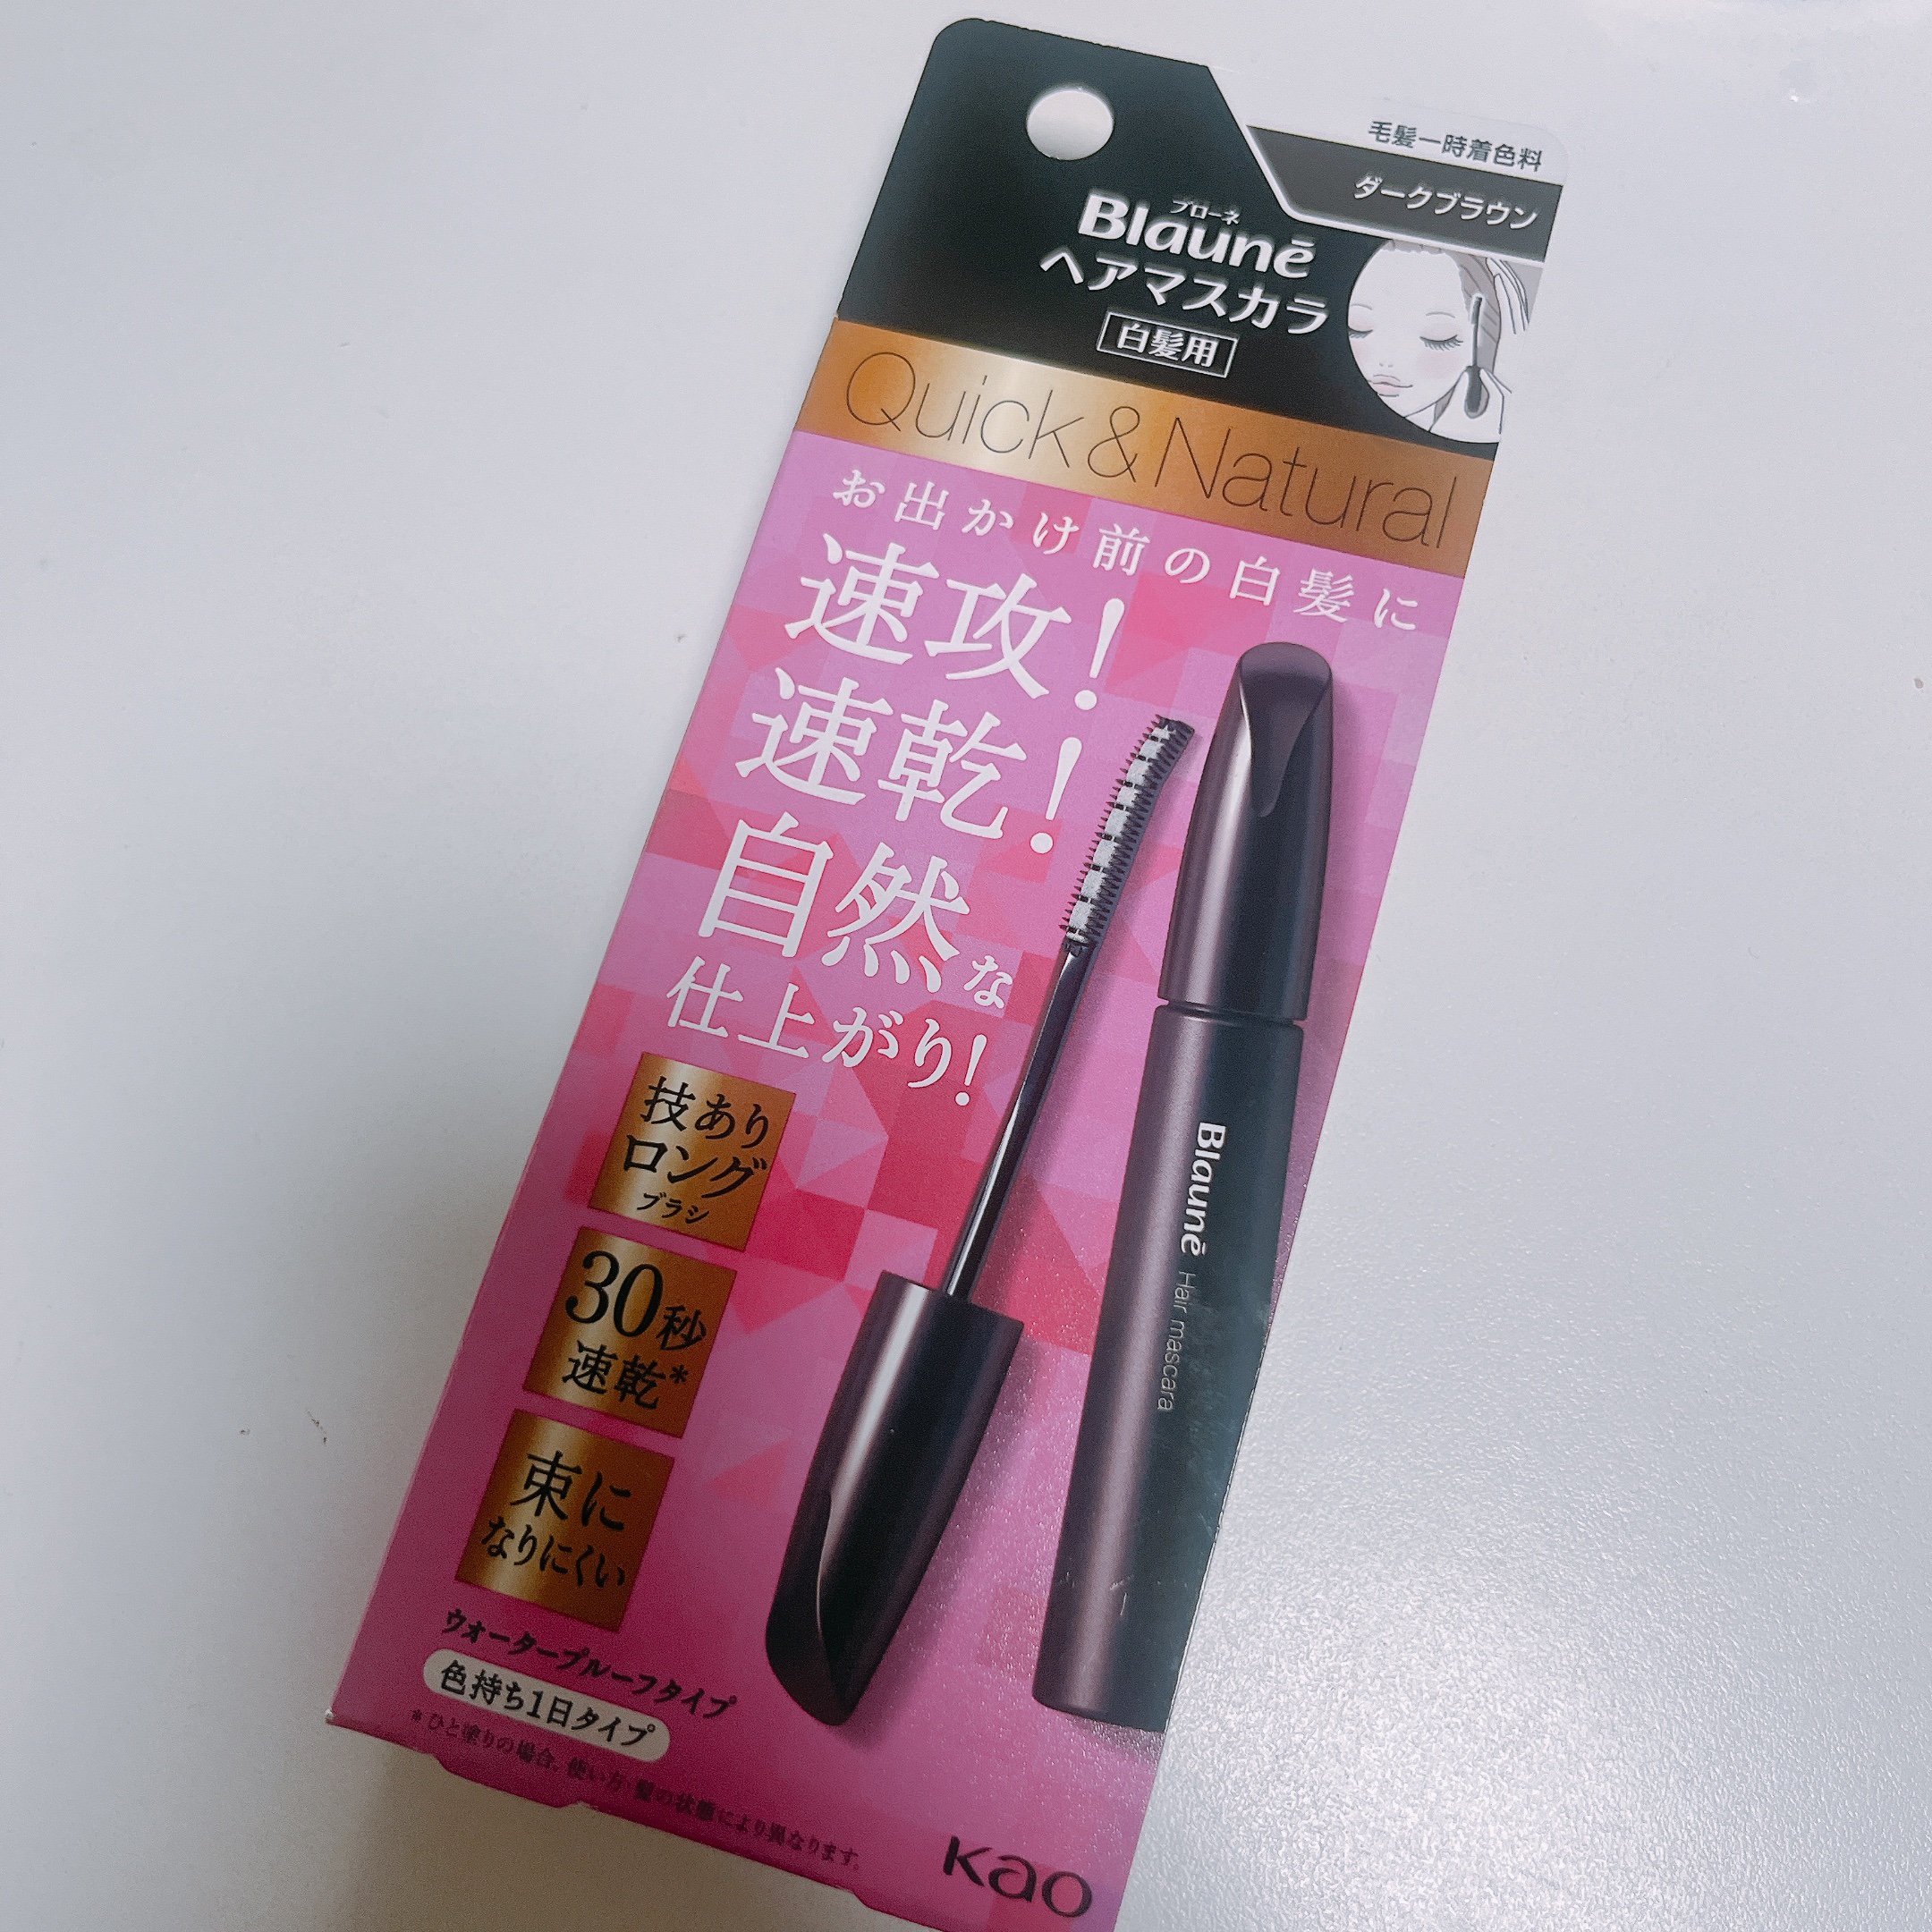 毛髪一時着色料
ダークブラウン
ブローネ
Blauné
ヘアマスカラ
白髪用
Quick&Natural
お出かけ前の白髪に
速攻!
速乾!
自然な
仕上がり!
技あり
ロング
ブラシ
30秒
速乾*
束に
なりにくい
ウォータープルーフタイプ
色持ち1日タイプ
*ひと塗りの場合。使い方・髪の状態により異なります。
Blauné Hair mascara
Kao